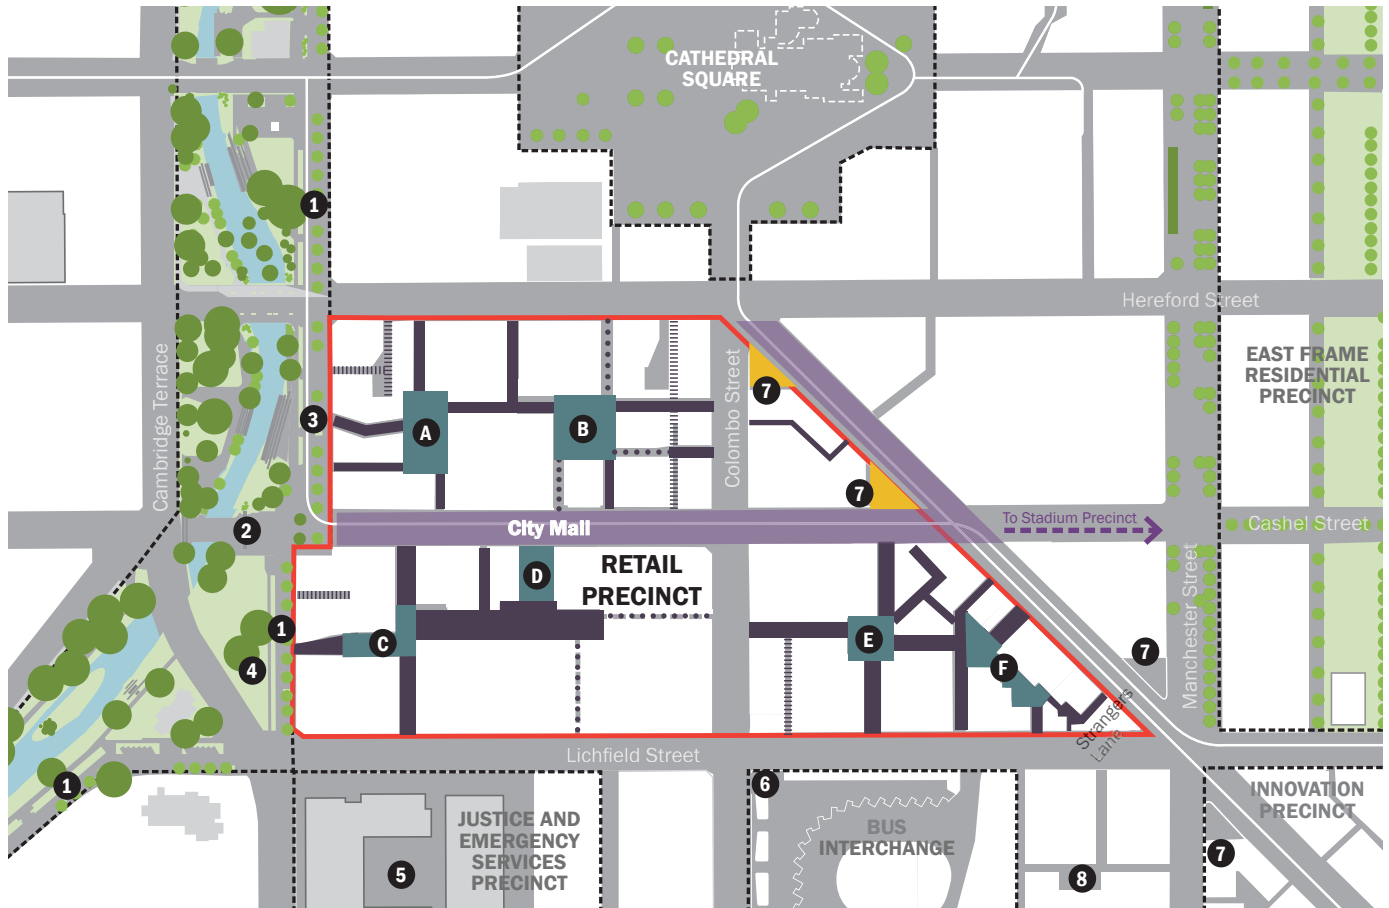 CATHEDRAL
SQUARE
1
Hereford Street
Cambridge Terrace
Colombo Street
EAST FRAME
RESIDENTIAL
PRECINCT
7
3
A
B
7
2
City Mall
To Stadium Precinct
Cashel Street
D
RETAIL
PRECINCT
Manchester Street
1
C
E
4
F
7
Strangers
Lane
Lichfield Street
1
6
INNOVATION
PRECINCT
JUSTICE AND
EMERGENCY
SERVICES
PRECINCT
BUS
INTERCHANGE
5
7
8